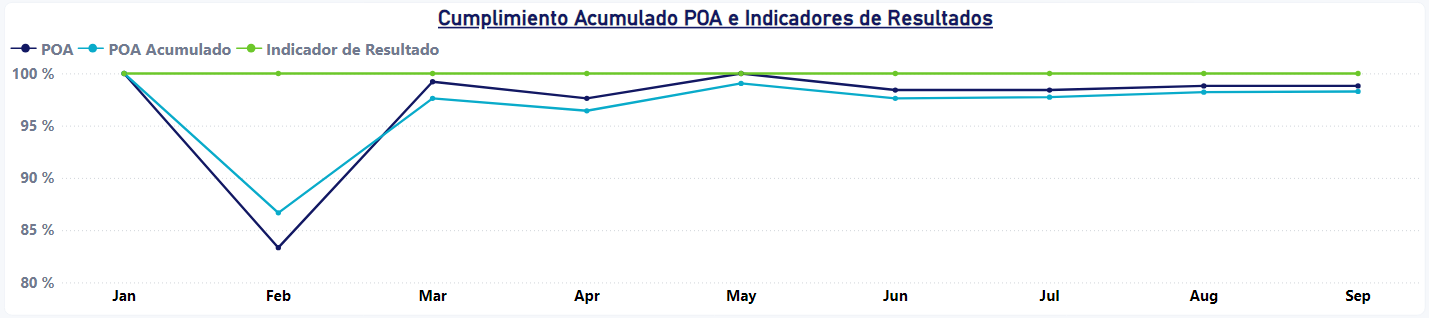 Cumplimiento Acumulado POA e Indicadores de Resultados
POA POA Acumulado Indicador de Resultado
100 %
95 %
90 %
85 %
80 %
Jan Feb Mar Apr May Jun Jul Aug Sep